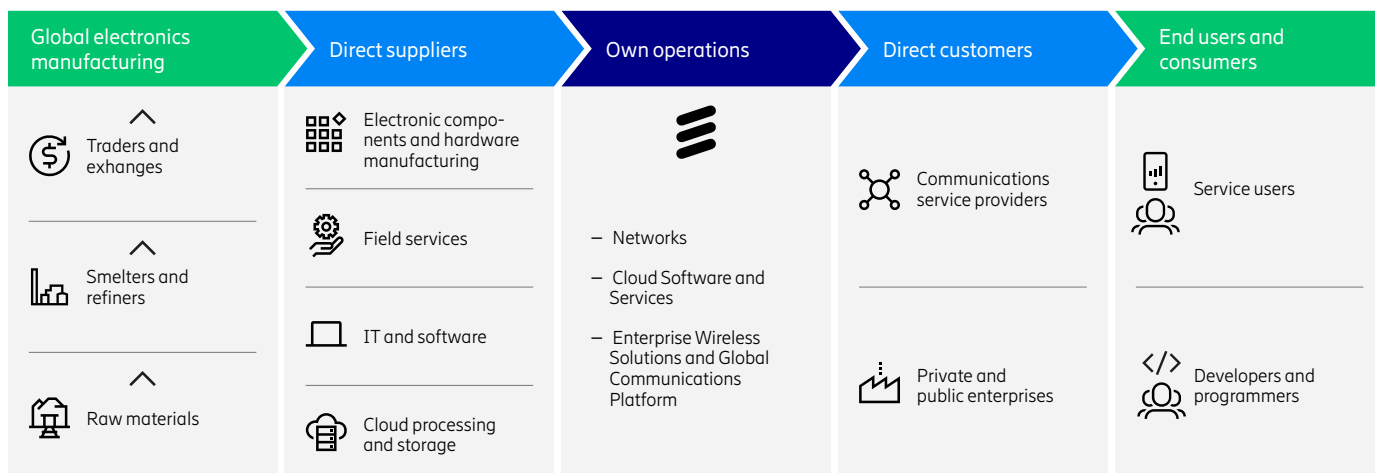 Global electronics
manufacturing
Direct suppliers
Own operations
Direct customers
End users and
consumers
Traders and
exhanges
Smelters and
refiners
Raw materials
Electronic compo-
nents and hardware
manufacturing
Field services
IT and software
Cloud processing
and storage
– Networks
– Cloud Software and
Services
– Enterprise Wireless
Solutions and Global
Communications
Platform
Communications
service providers
Private and
public enterprises
Service users
</>
Developers and
programmers